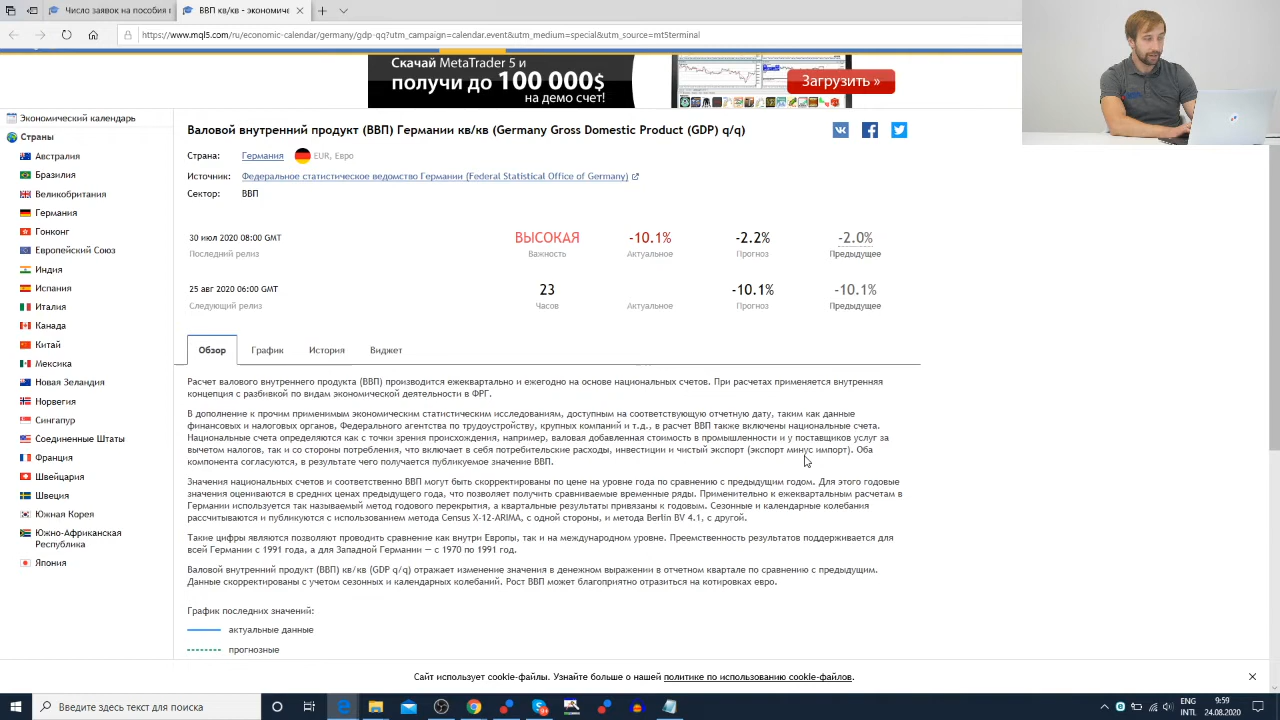 Число заявок на пособия п
ВВП кв/кв - экономичес
https://www.mql5.com/ru/economic-calendar/germany/gdp-qq?utm_campaign=calendar.event&utm_medium=special&utm_source=mt5terminal
Скачай MetaTrader 5 и
получи до 100 000$
на демо счет!
Загрузить »
Экономический календарь
Страны
Австралия
Бразилия
Великобритания
Германия
Гонконг
Европейский Союз
Индия
Испания
Италия
Канада
Китай
Мексика
Новая Зеландия
Норвегия
Сингапур
Соединенные Штаты
Франция
Швейцария
Швеция
Южная Корея
Южно-Африканская
Республика
Япония
Валовой внутренний продукт (ВВП) Германии кв/кв (Germany Gross Domestic Product (GDP) q/q)
Страна: Германия EUR, Евро
Источник: Федеральное статистическое ведомство Германии (Federal Statistical Office of Germany)
Сектор: ВВП
30 июл 2020 08:00 GMT ВЫСОКАЯ -10.1% -2.2% -2.0%
Последний релиз Важность Актуальное Прогноз Предыдущее
25 авг 2020 06:00 GMT 23 -10.1% -10.1%
Следующий релиз Часов Актуальное Прогноз Предыдущее
Обзор График История Виджет
Расчет валового внутреннего продукта (ВВП) производится ежеквартально и ежегодно на основе национальных счетов. При расчетах применяется внутренняя
концепция с разбивкой по видам экономической деятельности в ФРГ.
В дополнение к прочим применимым экономическим статистическим исследованиям, доступным на соответствующую отчетную дату, таким как данные
финансовых и налоговых органов, Федерального агентства по трудоустройству, крупных компаний и т.д., в расчет ВВП также включены национальные счета.
Национальные счета определяются как с точки зрения происхождения, например, валовая добавленная стоимость в промышленности и у поставщиков услуг за
вычетом налогов, так и со стороны потребления, что включает в себя потребительские расходы, инвестиции и чистый экспорт (экспорт минус импорт). Оба
компонента согласуются, в результате чего получается публикуемое значение ВВП.
Значения национальных счетов и соответственно ВВП могут быть скорректированы по цене на уровне года по сравнению с предыдущим годом. Для этого годовые
значения оцениваются в средних ценах предыдущего года, что позволяет получить сравниваемые временные ряды. Применительно к ежеквартальным расчетам в
Германии используется так называемый метод годового перекрытия, а квартальные результаты привязаны к годовым. Сезонные и календарные колебания
рассчитываются и публикуются с использованием метода Census X-12-ARIMA, с одной стороны, и метода Berlin BV 4.1, с другой.
Такие цифры являются позволяют проводить сравнение как внутри Европы, так и на международном уровне. Преемственность результатов поддерживается для
всей Германии с 1991 года, а для Западной Германии — с 1970 по 1991 год.
Валовой внутренний продукт (ВВП) кв/кв (GDP q/q) отражает изменение значения в денежном выражении в отчетном квартале по сравнению с предыдущим.
Данные скорректированы с учетом сезонных и календарных колебаний. Рост ВВП может благоприятно отразиться на котировках евро.
График последних значений:
актуальные данные
прогнозные
Сайт использует cookie-файлы. Узнайте больше о нашей политике по использованию cookie-файлов.
Введите здесь текст для поиска
ENG
INTL
9:59
24.08.2020